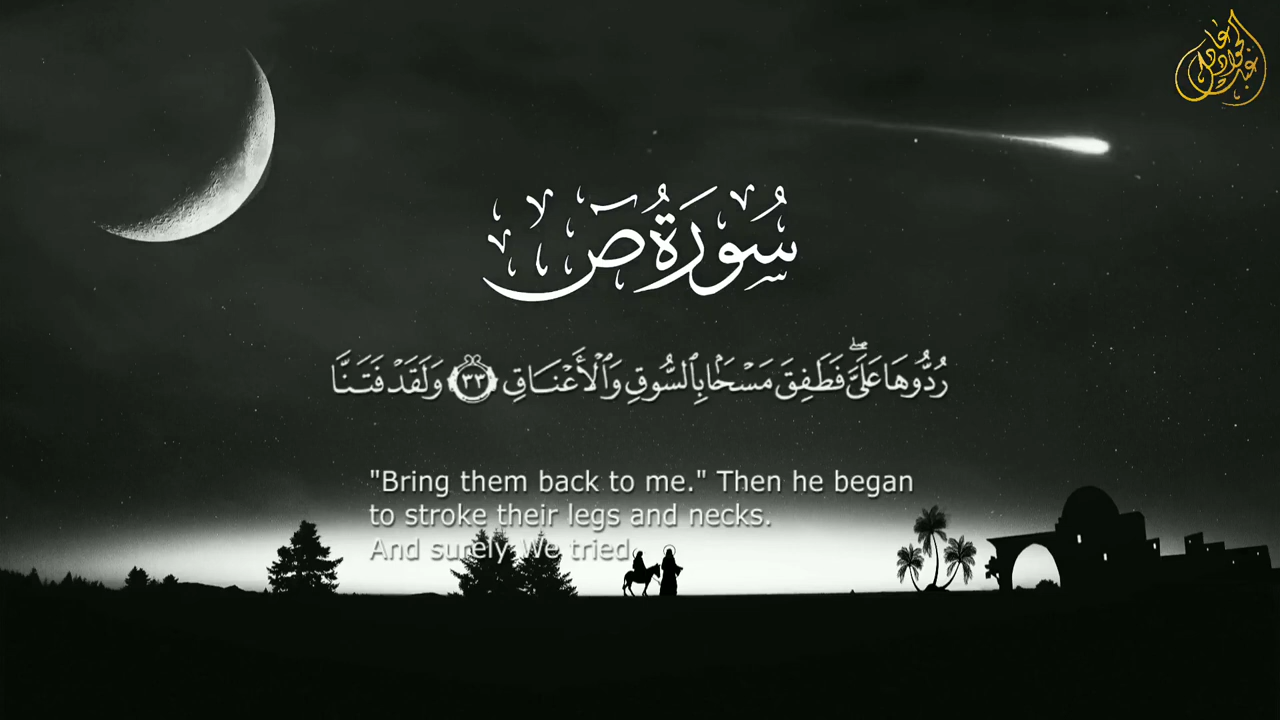 سُورَةُ صٓ
رُدُّوهَا عَلَيَّ ۖ فَطَفِقَ مَسْحًۢا بِٱلسُّوقِ وَٱلْأَعْنَاقِ ٣٣ وَلَقَدْ فَتَنَّا
"Bring them back to me." Then he began
to stroke their legs and necks.
And surely We tried